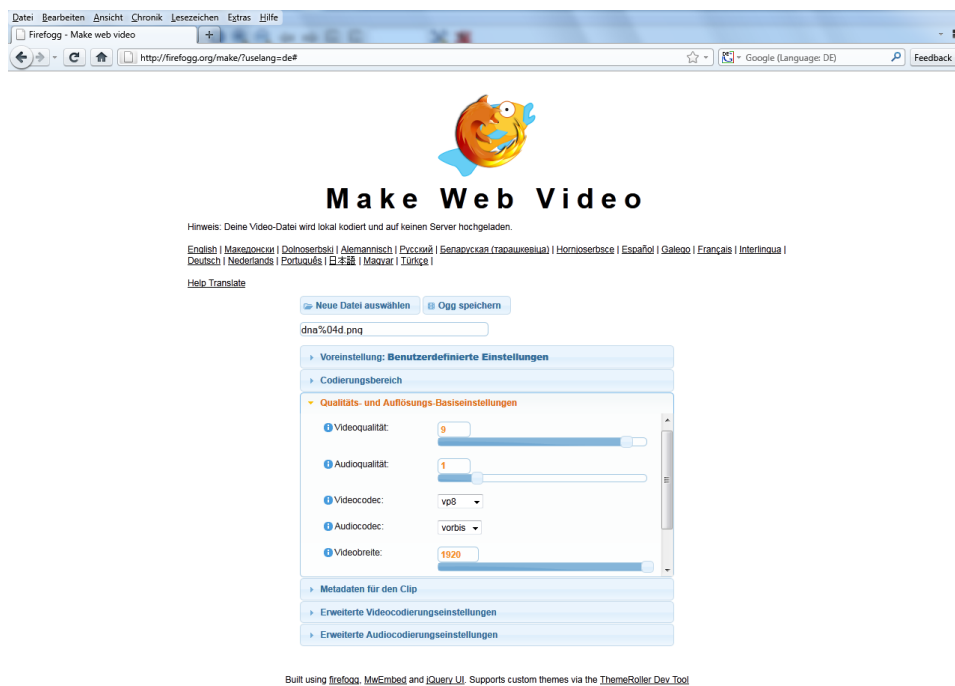 Datei Bearbeiten Ansicht Chronik Lesezeichen Extras Hilfe
Firefogg - Make web video
http://firefogg.org/make/?uselang=de#
Google (Language: DE)
Feedback
Make Web Video
Hinweis: Deine Video-Datei wird lokal kodiert und auf keinen Server hochgeladen.
English | Македонски | Dolnoserbski | Alemannisch | Русский | Беларуская (тарашкевіца) | Hornjoserbsce | Español | Galego | Français | Interlingua |
Deutsch | Nederlands | Português | 日本語 | Magyar | Türkçe |
Help Translate
Neue Datei auswählen Ogg speichern
dna%04d.png
Voreinstellung: Benutzerdefinierte Einstellungen
Codierungsbereich
Qualitäts- und Auflösungs-Basiseinstellungen
Videoqualität: 9
Audioqualität: 1
Videocodec: vp8
Audiocodec: vorbis
Videobreite: 1920
Metadaten für den Clip
Erweiterte Videocodierungseinstellungen
Erweiterte Audiocodierungseinstellungen
Built using firefogg, MwEmbed and jQuery UI. Supports custom themes via the ThemeRoller Dev Tool